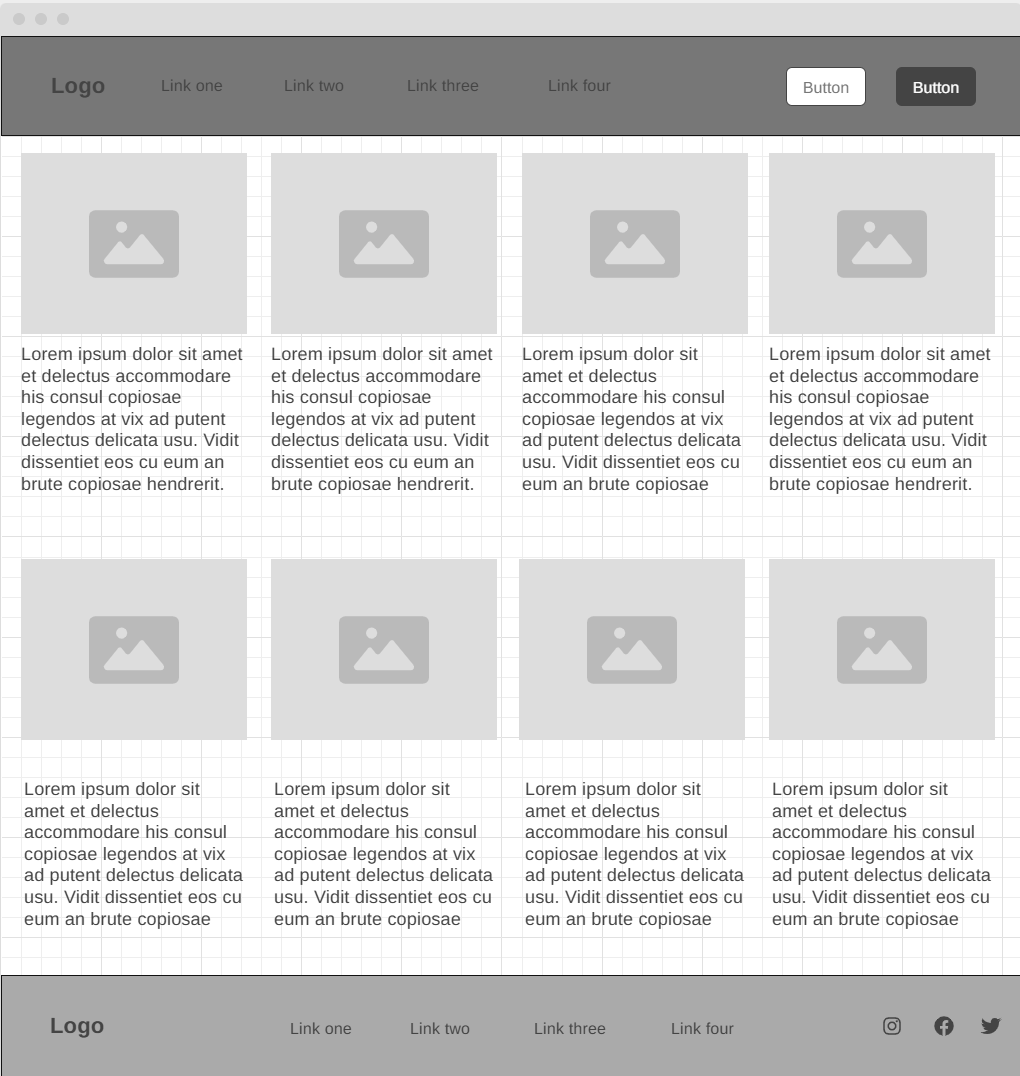 Logo
Link one
Link two
Link three
Link four
Button
Button
Lorem ipsum dolor sit amet
et delectus accommodare
his consul copiosae
legendos at vix ad putent
delectus delicata usu. Vidit
dissentiet eos cu eum an
brute copiosae hendrerit.
Lorem ipsum dolor sit amet
et delectus accommodare
his consul copiosae
legendos at vix ad putent
delectus delicata usu. Vidit
dissentiet eos cu eum an
brute copiosae hendrerit.
Lorem ipsum dolor sit
amet et delectus
accommodare his consul
copiosae legendos at vix
ad putent delectus delicata
usu. Vidit dissentiet eos cu
eum an brute copiosae
Lorem ipsum dolor sit amet
et delectus accommodare
his consul copiosae
legendos at vix ad putent
delectus delicata usu. Vidit
dissentiet eos cu eum an
brute copiosae hendrerit.
Lorem ipsum dolor sit
amet et delectus
accommodare his consul
copiosae legendos at vix
ad putent delectus delicata
usu. Vidit dissentiet eos cu
eum an brute copiosae
Lorem ipsum dolor sit
amet et delectus
accommodare his consul
copiosae legendos at vix
ad putent delectus delicata
usu. Vidit dissentiet eos cu
eum an brute copiosae
Lorem ipsum dolor sit
amet et delectus
accommodare his consul
copiosae legendos at vix
ad putent delectus delicata
usu. Vidit dissentiet eos cu
eum an brute copiosae
Lorem ipsum dolor sit
amet et delectus
accommodare his consul
copiosae legendos at vix
ad putent delectus delicata
usu. Vidit dissentiet eos cu
eum an brute copiosae
Logo
Link one
Link two
Link three
Link four